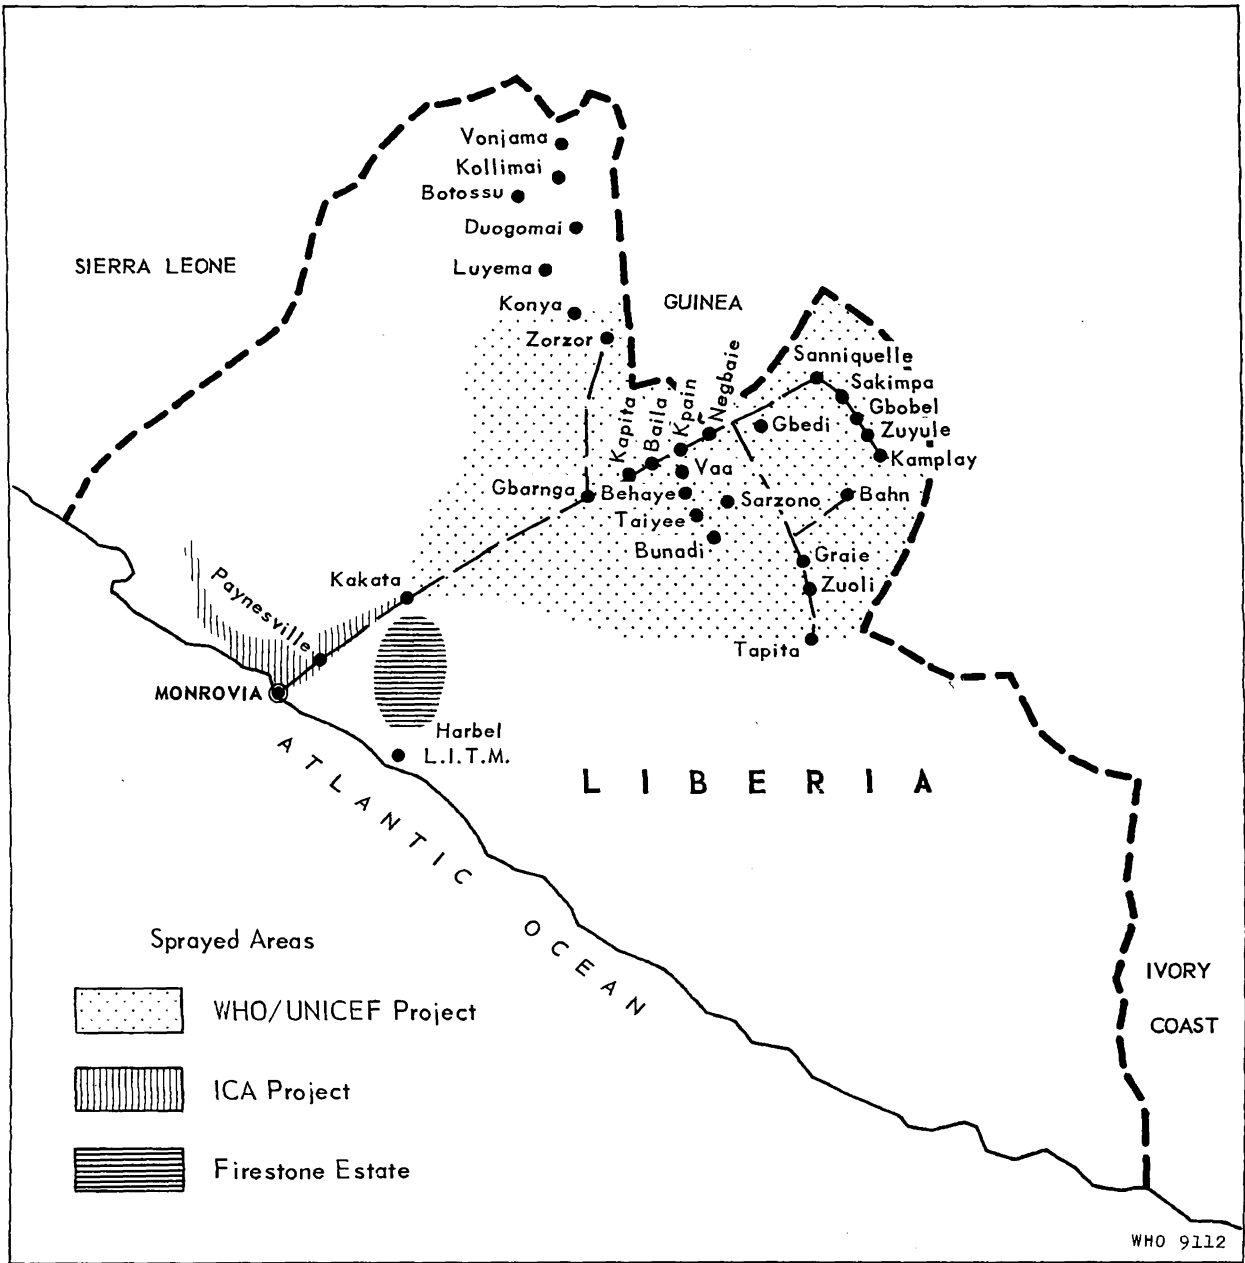 Vonjama
Kollimai
Botossu
Duogomai
SIERRA LEONE
Luyema
Konya
GUINEA
Zorzor
Negbaie
Sanniquelle
Kpain
Sakimpa
Baila
Gbobel
Kapita
Gbedi
Zuyule
Kamplay
Vaa
Gbarnga
Behaye
Sarzono
Bahn
Taiyee
Bunadi
Graie
Kakata
Zuoli
Paynesville
Tapita
MONROVIA
Harbel
L.I.T.M.
LIBERIA
ATLANTIC OCEAN
Sprayed Areas
IVORY
COAST
WHO/UNICEF Project
ICA Project
Firestone Estate
WHO 9112